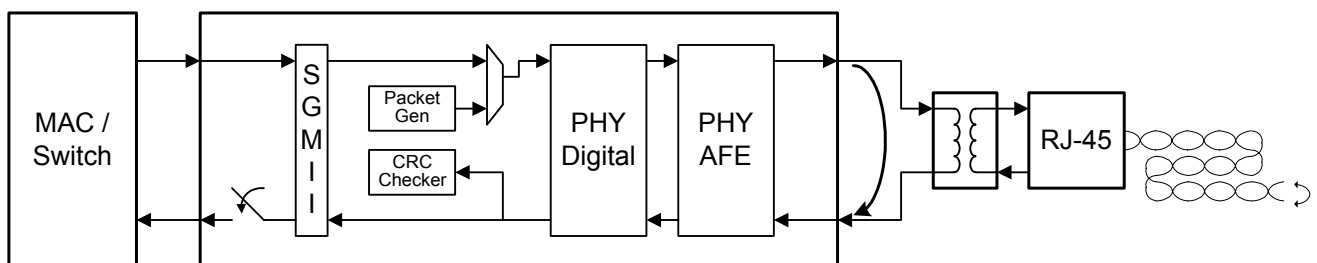 MAC /
Switch
S
G
M
I
I
Packet
Gen
CRC
Checker
PHY
Digital
PHY
AFE
RJ-45